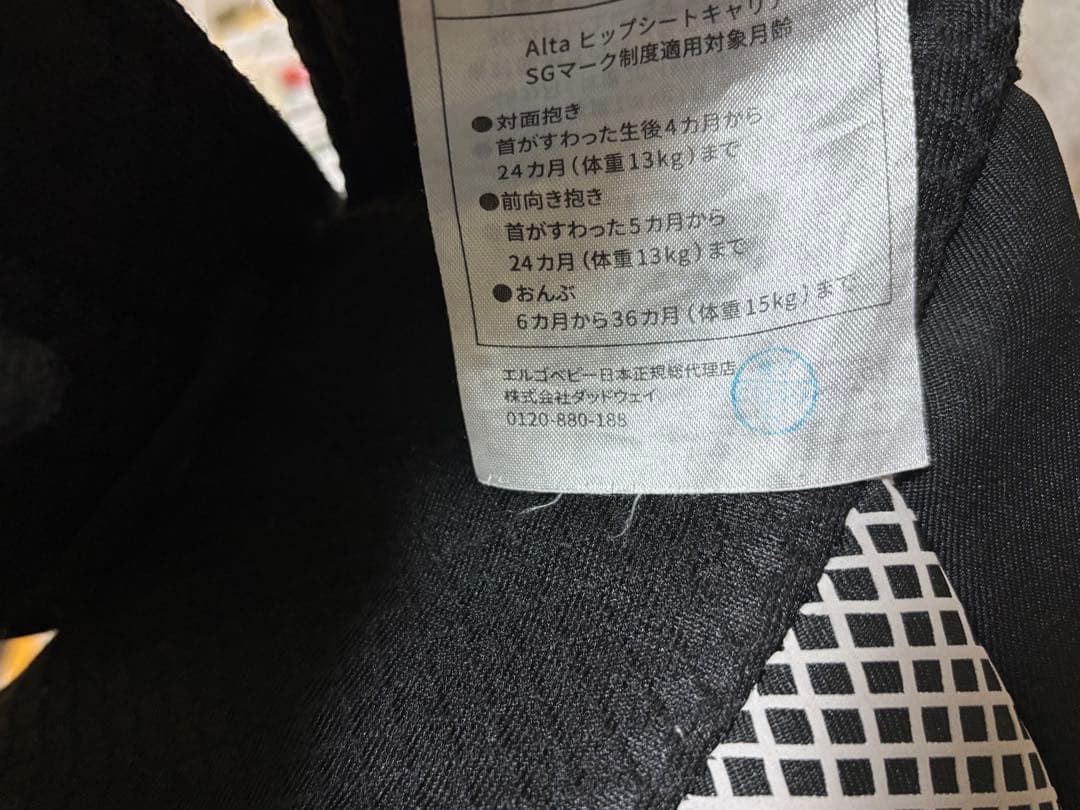 Alta ヒップシートキャリア
SGマーク制度適用対象月齢
●対面抱き
首がすわった生後4カ月から
24カ月(体重13kg)まで
●前向き抱き
首がすわった5カ月から
24カ月(体重13kg)まで
●おんぶ
6カ月から36カ月(体重15kg)まで
エルゴベビー日本正規総代理店
株式会社ダッドウェイ
0120-880-188